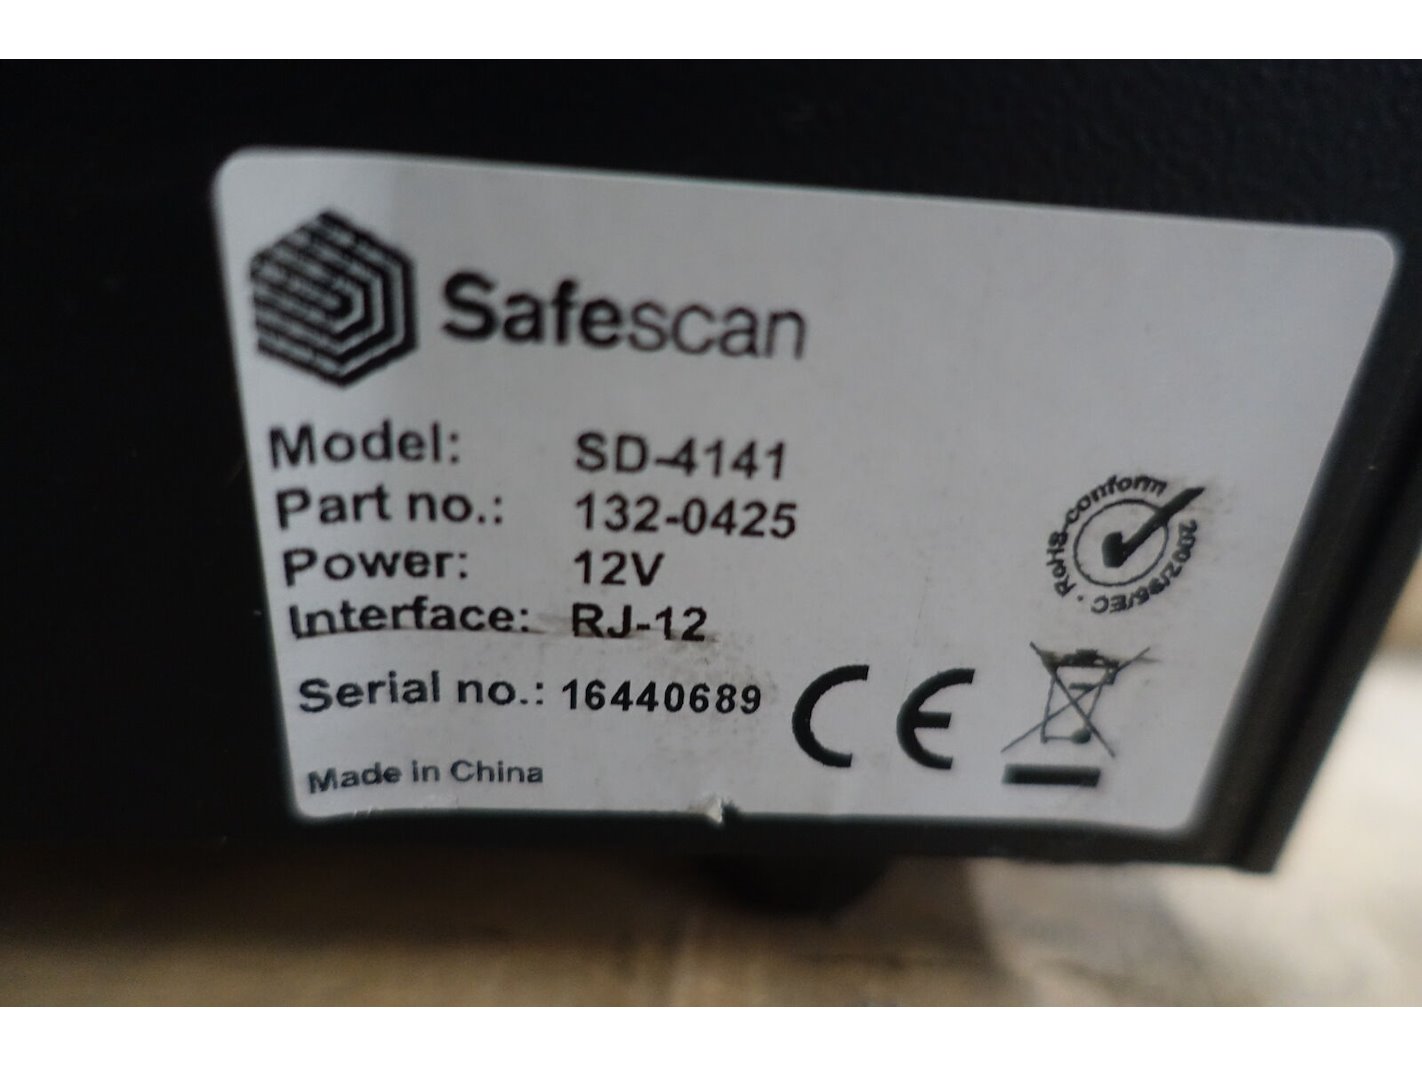 Safescan
Model: SD-4141
Part no.: 132-0425
Power: 12V
Interface: RJ-12
Serial no.: 16440689
Made in China
RoHS-conform
2002/95/EC
CE